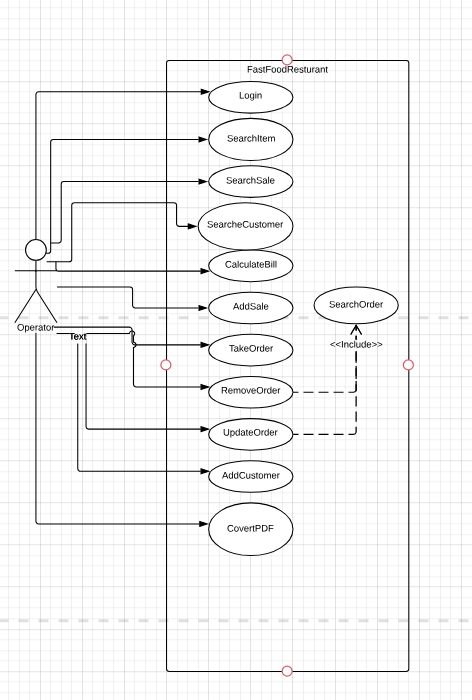 FastFoodResturant
Login
SearchItem
SearchSale
SearcheCustomer
CalculateBill
AddSale
SearchOrder
Operator
Text
TakeOrder
<<Include>>
RemoveOrder
UpdateOrder
AddCustomer
CovertPDF